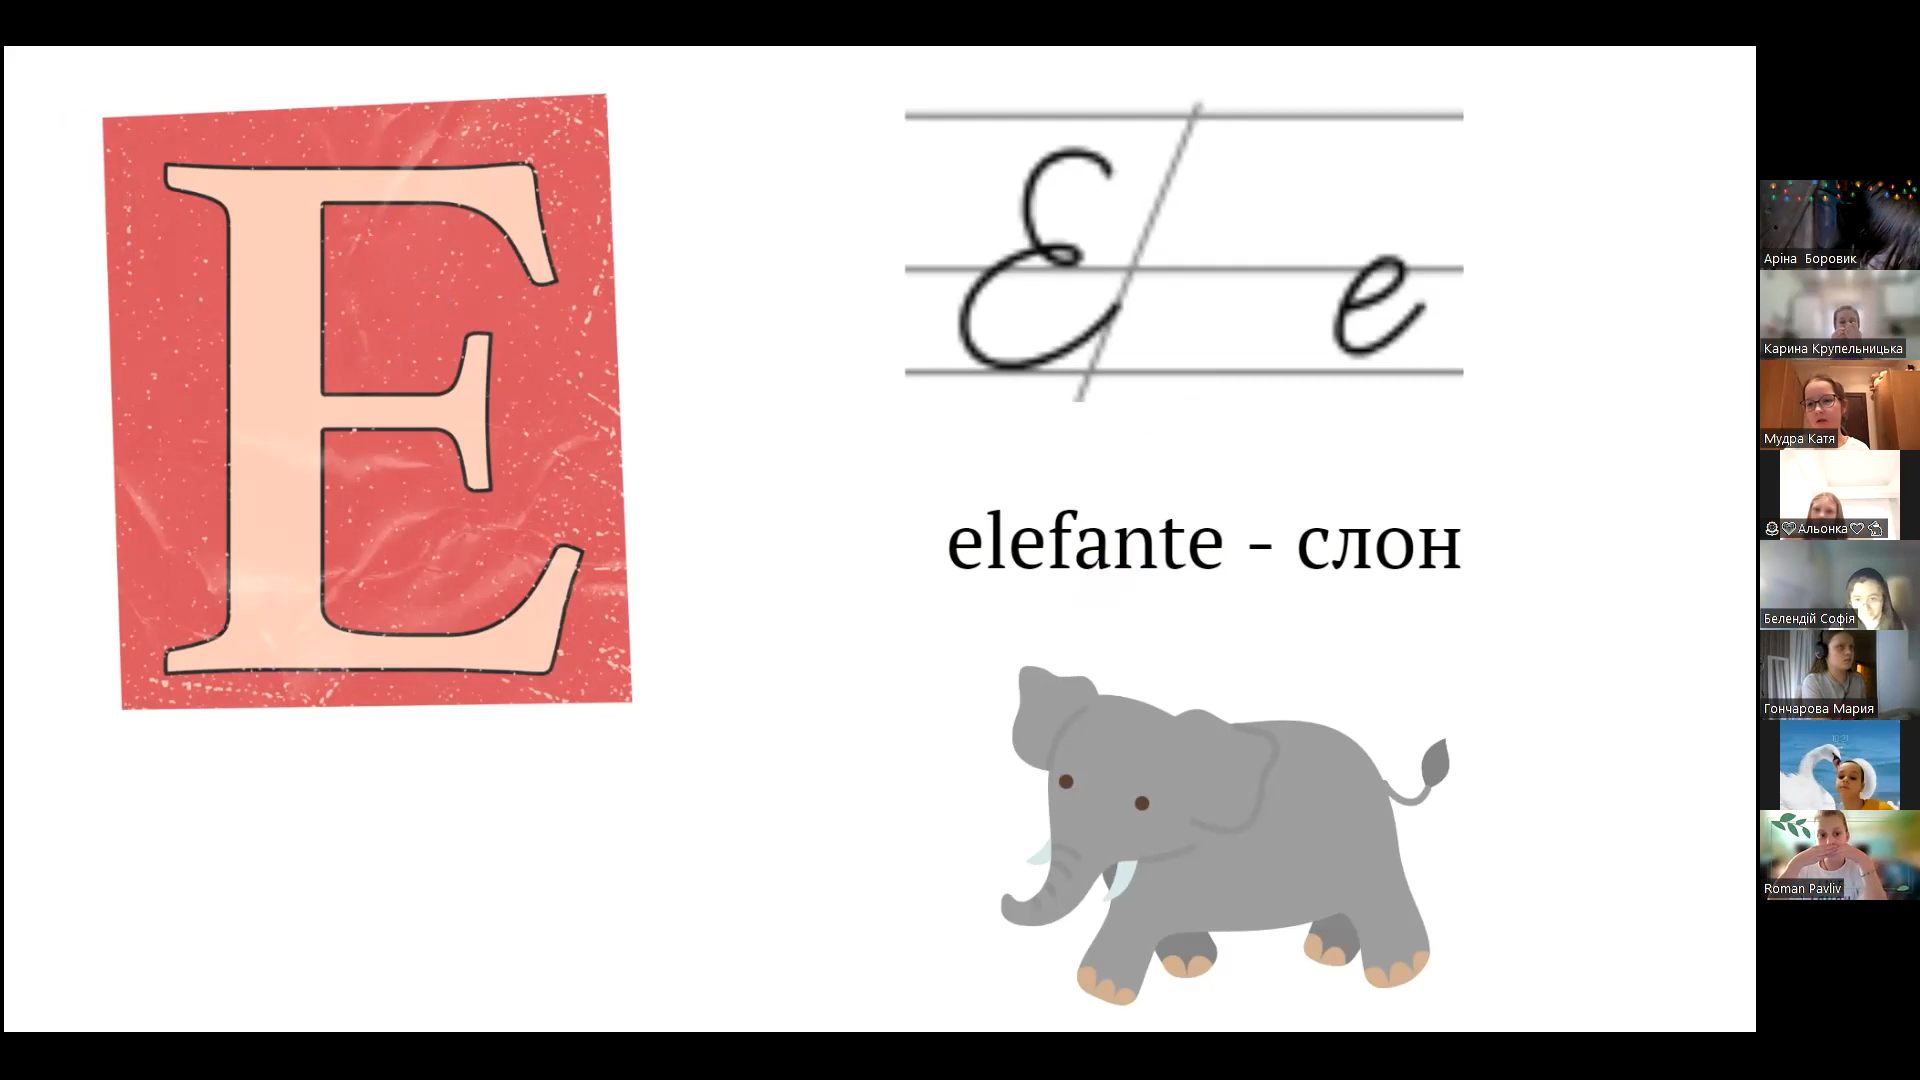 E
E e
elefante - слон
Аріна Боровик
Карина Крупельницька
Мудра Катя
Альонка
Белендій Софія
Гончарова Мария
Roman Pavliv